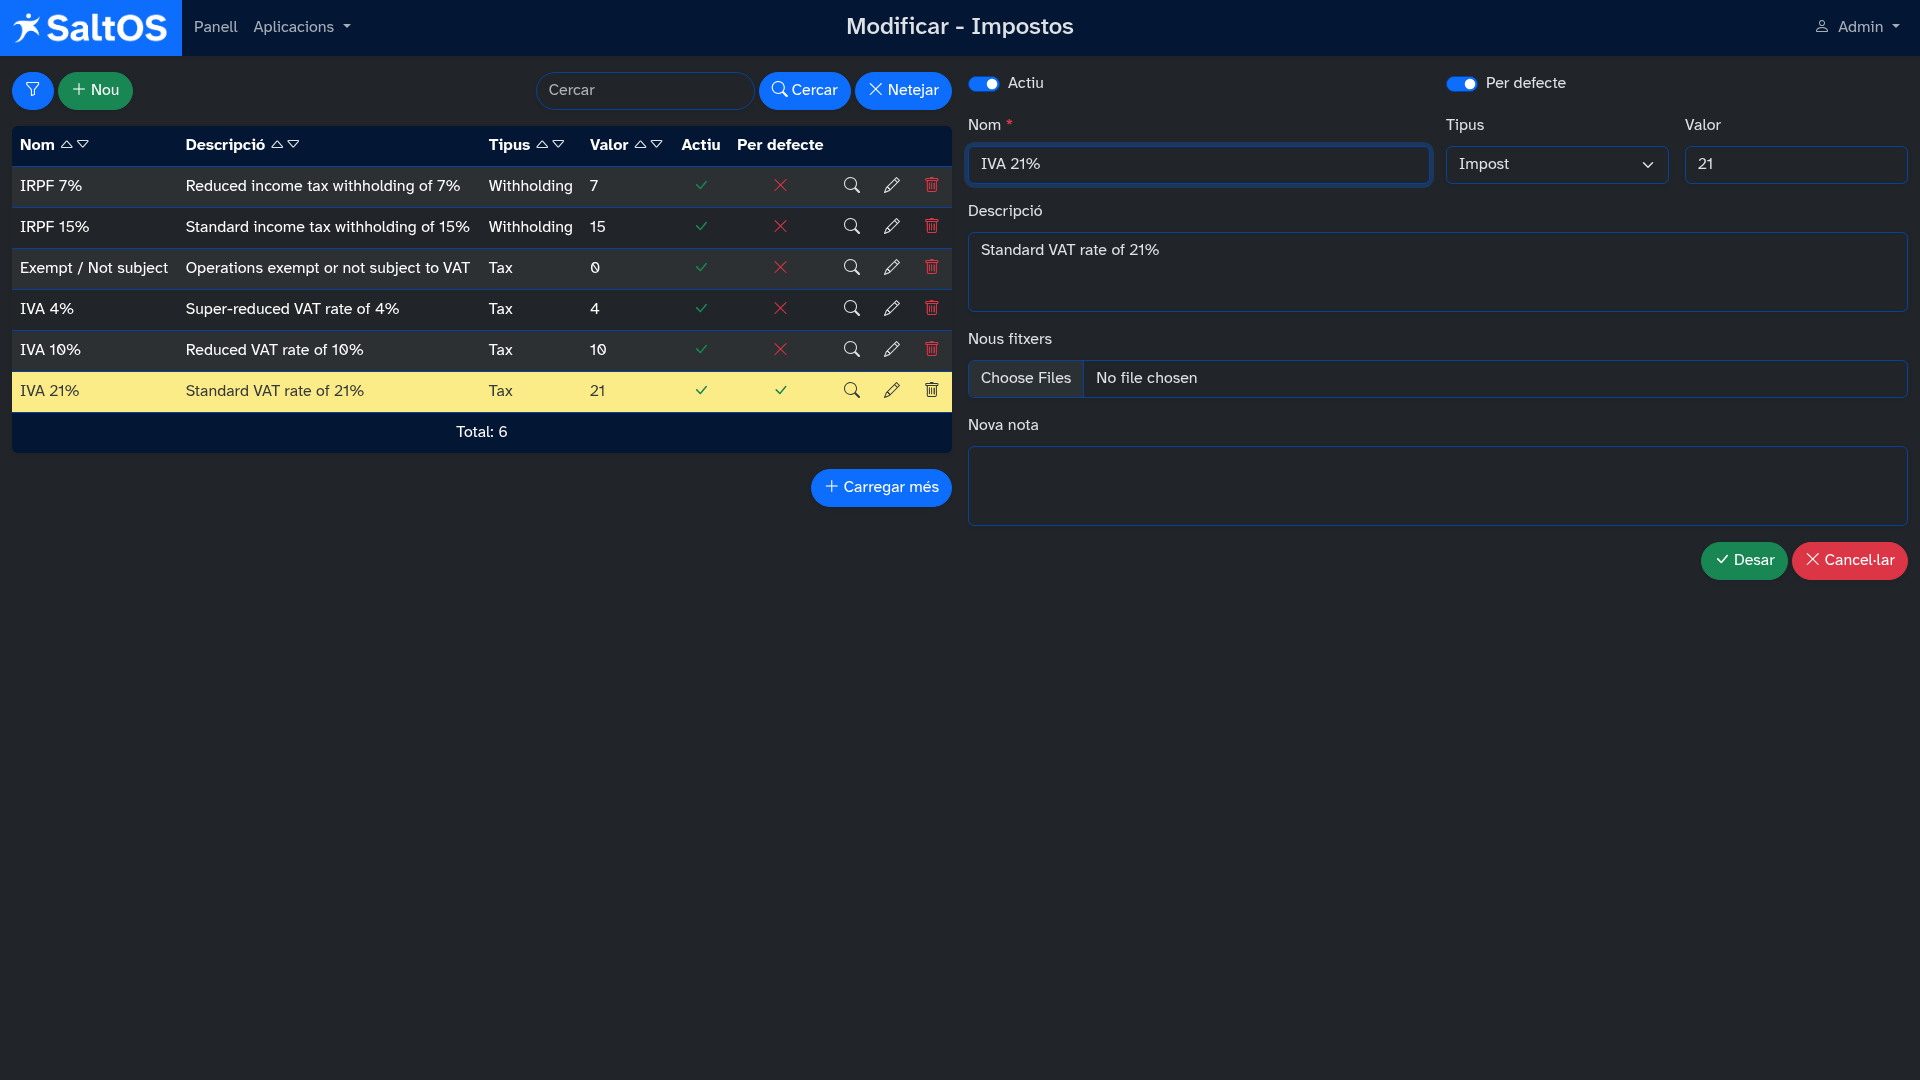 SaltOS Panell Aplicacions Modificar - Impostos Admin
Nou Cercar Cercar Netejar
Nom Descripció Tipus Valor Actiu Per defecte
IRPF 7% Reduced income tax withholding of 7% Withholding 7
IRPF 15% Standard income tax withholding of 15% Withholding 15
Exempt / Not subject Operations exempt or not subject to VAT Tax 0
IVA 4% Super-reduced VAT rate of 4% Tax 4
IVA 10% Reduced VAT rate of 10% Tax 10
IVA 21% Standard VAT rate of 21% Tax 21
Total: 6
Carregar més
Actiu Per defecte
Nom * Tipus Valor
IVA 21% Impost 21
Descripció
Standard VAT rate of 21%
Nous fitxers
Choose Files No file chosen
Nova nota
Desar Cancel·lar